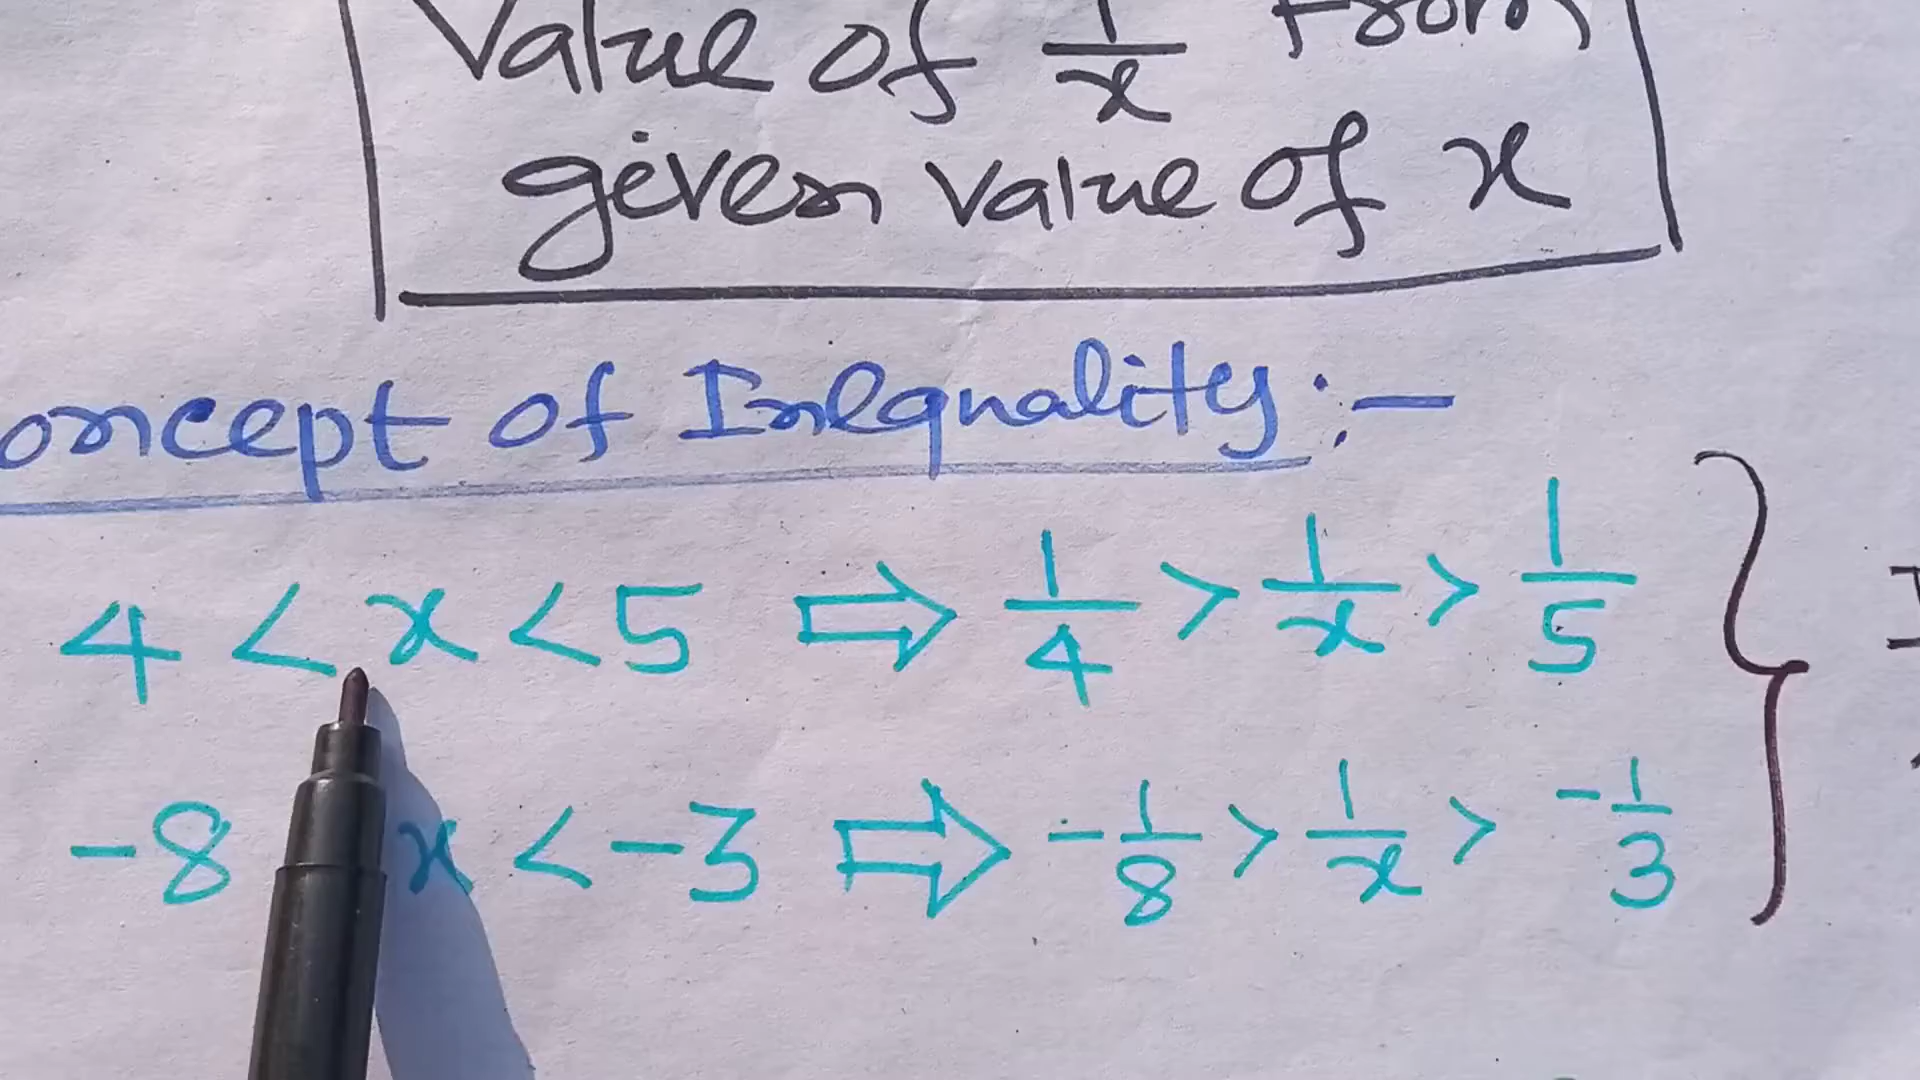 Value of 1/x From
given value of x
oncept of Inequality :-
4 < x < 5 ⇒ 1/4 > 1/x > 1/5
-8 x < -3 ⇒ -1/8 > 1/x > -1/3